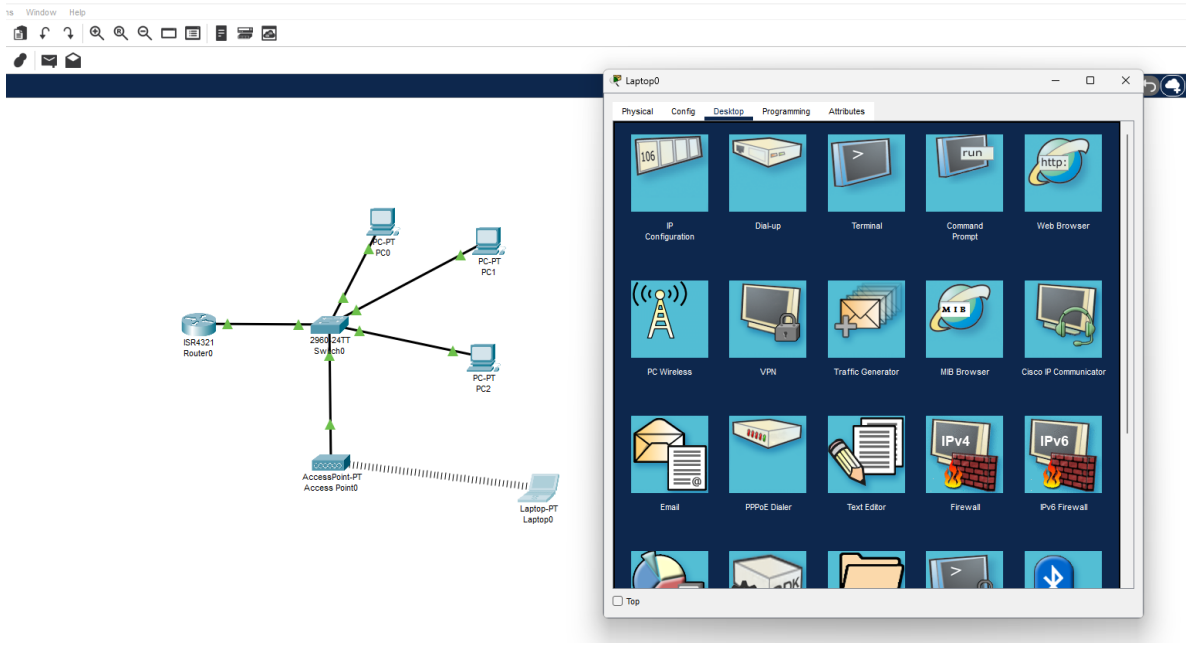 ns Window Help
Laptop0
Physical Config Desktop Programming Attributes
106
>
run
http:
IP
Configuration
Dial-up
Terminal
Command
Prompt
Web Browser
MIB
PC Wireless
VPN
Traffic Generator
MIB Browser
Cisco IP Communicator
IPv4
IPv6
@
Email
PPPoE Dialer
Text Editor
Firewall
IPv6 Firewall
>
Top
PC-PT
PC0
PC-PT
PC1
ISR4321
Router0
2960-24TT
Switch0
PC-PT
PC2
AccessPoint-PT
Access Point0
Laptop-PT
Laptop0